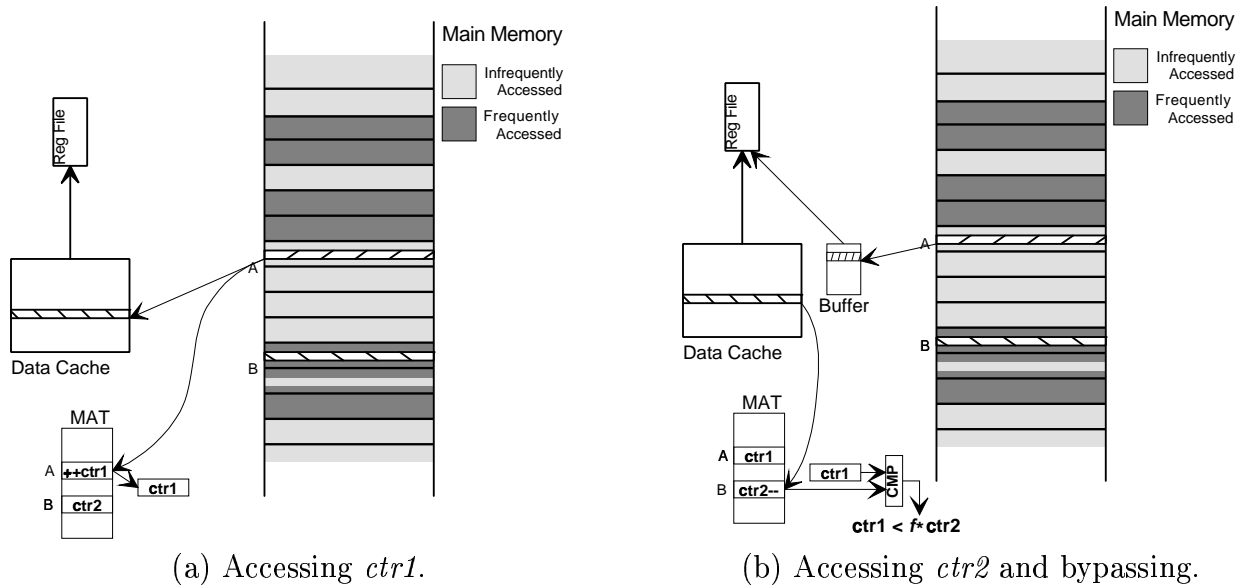 Main Memory
Infrequently
Accessed
Frequently
Accessed
Reg File
A
Data Cache
B
MAT
A
++ctr1
ctr1
B
ctr2
(a) Accessing ctr1.
Main Memory
Infrequently
Accessed
Frequently
Accessed
Reg File
A
Buffer
B
Data Cache
MAT
A
ctr1
ctr1
B
ctr2--
CMP
ctr1 < f* ctr2
(b) Accessing ctr2 and bypassing.